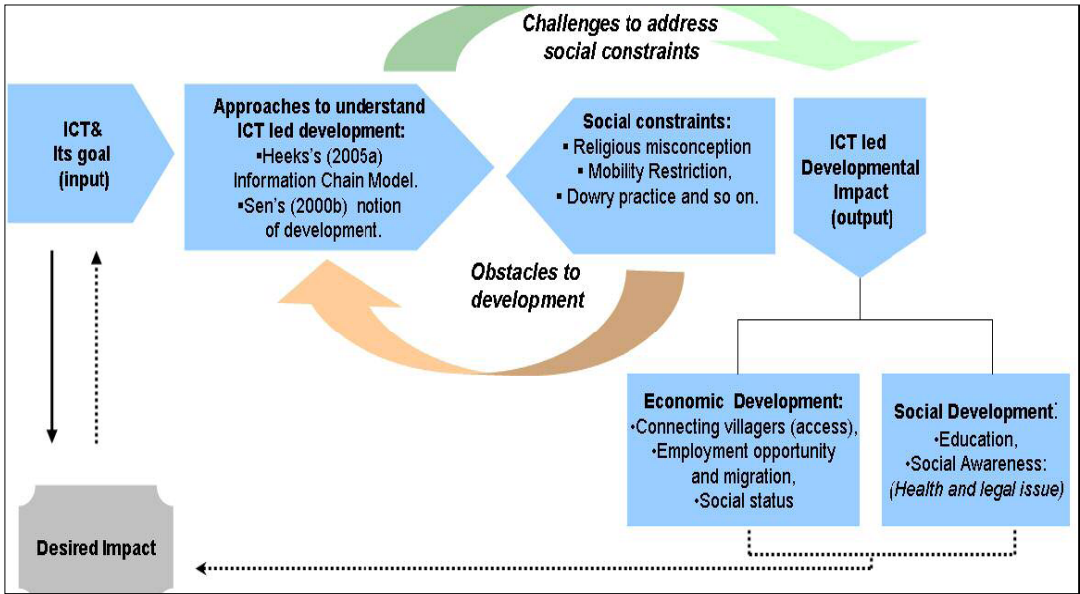 Challenges to address
social constraints
ICT&
Its goal
(input)
Approaches to understand
ICT led development:
▪Heeks's (2005a)
Information Chain Model.
▪Sen's (2000b) notion
of development.
Social constraints:
▪ Religious misconception
▪ Mobility Restriction,
▪ Dowry practice and so on.
ICT led
Developmental
Impact
(output)
Obstacles to
development
Economic Development:
•Connecting villagers (access),
•Employment opportunity
and migration,
•Social status
Social Development:
•Education,
•Social Awareness:
(Health and legal issue)
Desired Impact